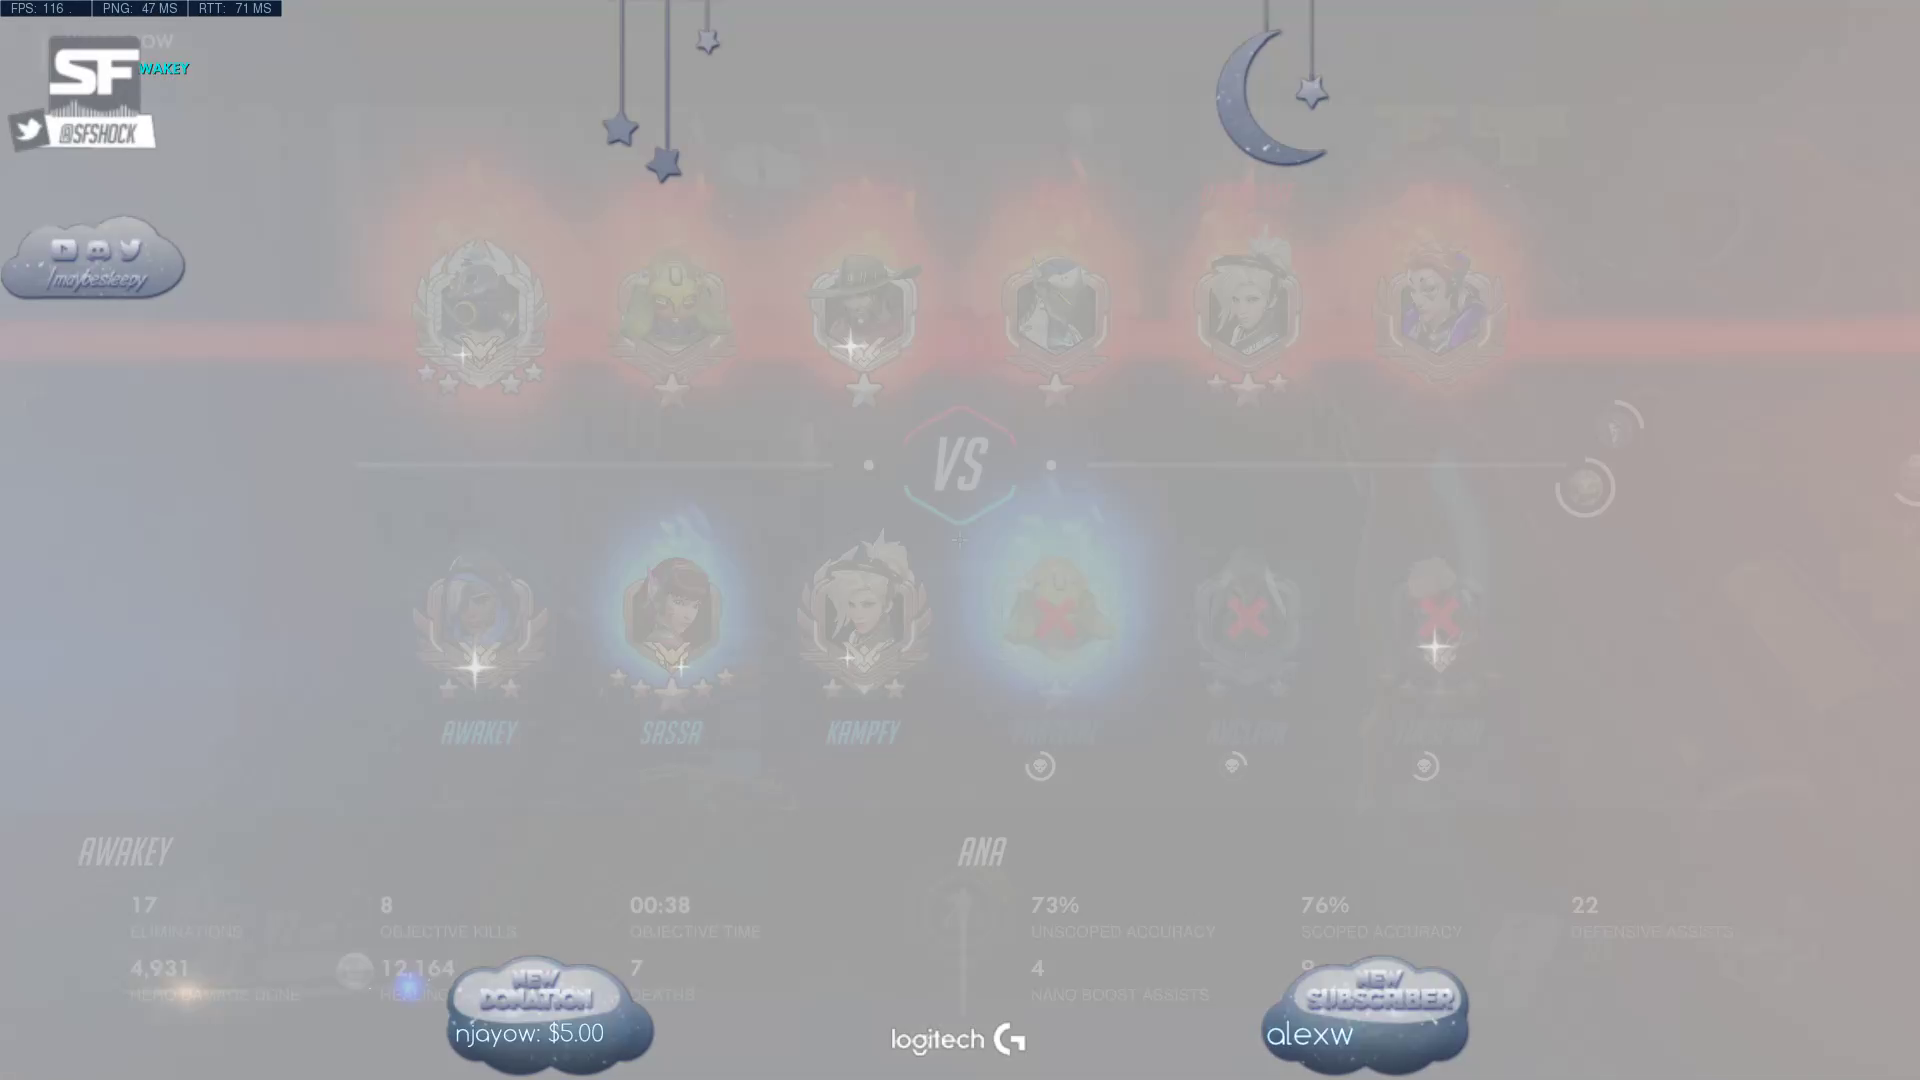 FPS: 116 . PNG: 47 MS RTT: 71 MS
OW
SF WAKEY
@SFSHOCK
/maybesleepy
VS
AWAKEY SASSA KAMPFY
AWAKEY ANA
17 8 00:38 73% 76% 22
ELIMINATIONS OBJECTIVE KILLS OBJECTIVE TIME UNSCOPED ACCURACY SCOPED ACCURACY DEFENSIVE ASSISTS
4,931 12,164 7 4
HERO DAMAGE DONE HEALING DEATHS NANO BOOST ASSISTS
NEW DONATION
njayow: $5.00
logitech G
NEW SUBSCRIBER
alexw